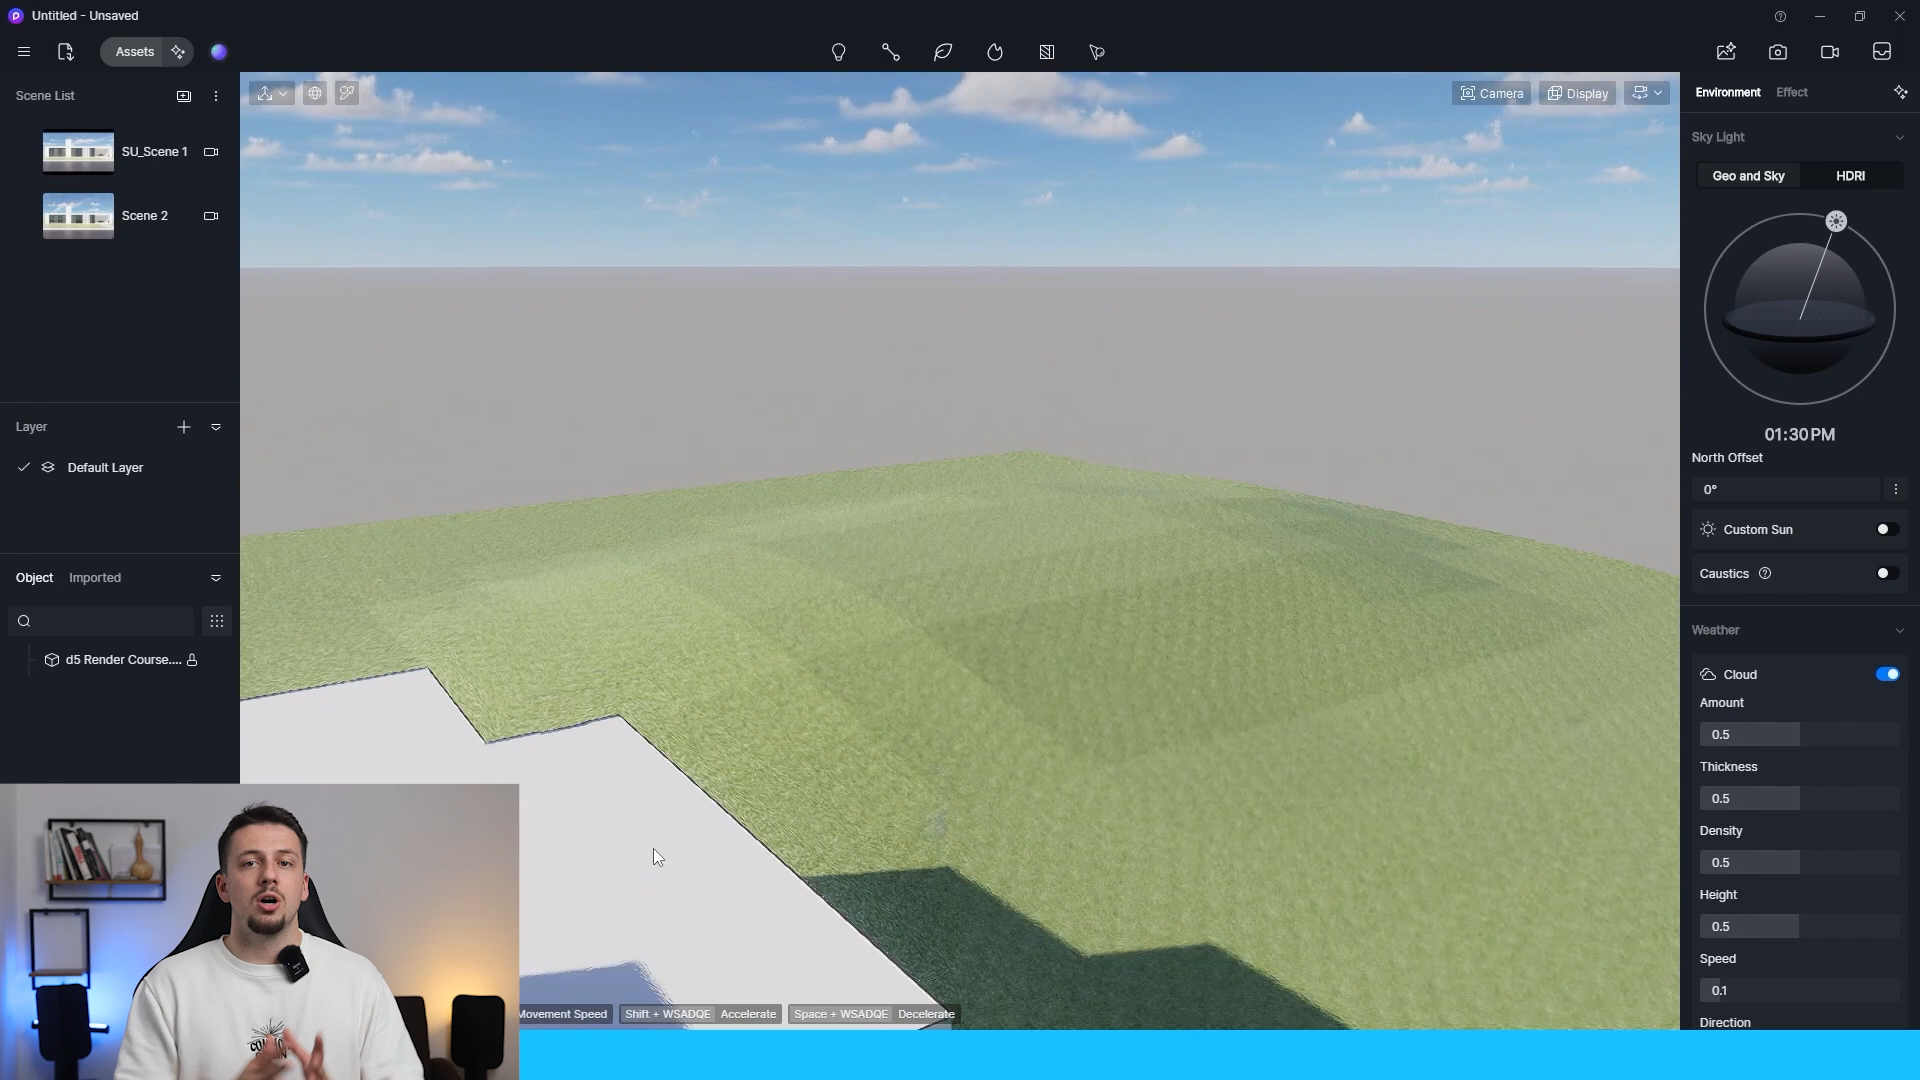 Untitled - Unsaved
Assets
Scene List
SU_Scene 1
Scene 2
Layer
Default Layer
Object Imported
d5 Render Course....
Camera
Display
Movement Speed
Shift + WSADQE Accelerate
Space + WSADQE Decelerate
Environment Effect
Sky Light
Geo and Sky HDRI
01:30PM
North Offset
0°
Custom Sun
Caustics
Weather
Cloud
Amount
0.5
Thickness
0.5
Density
0.5
Height
0.5
Speed
0.1
Direction